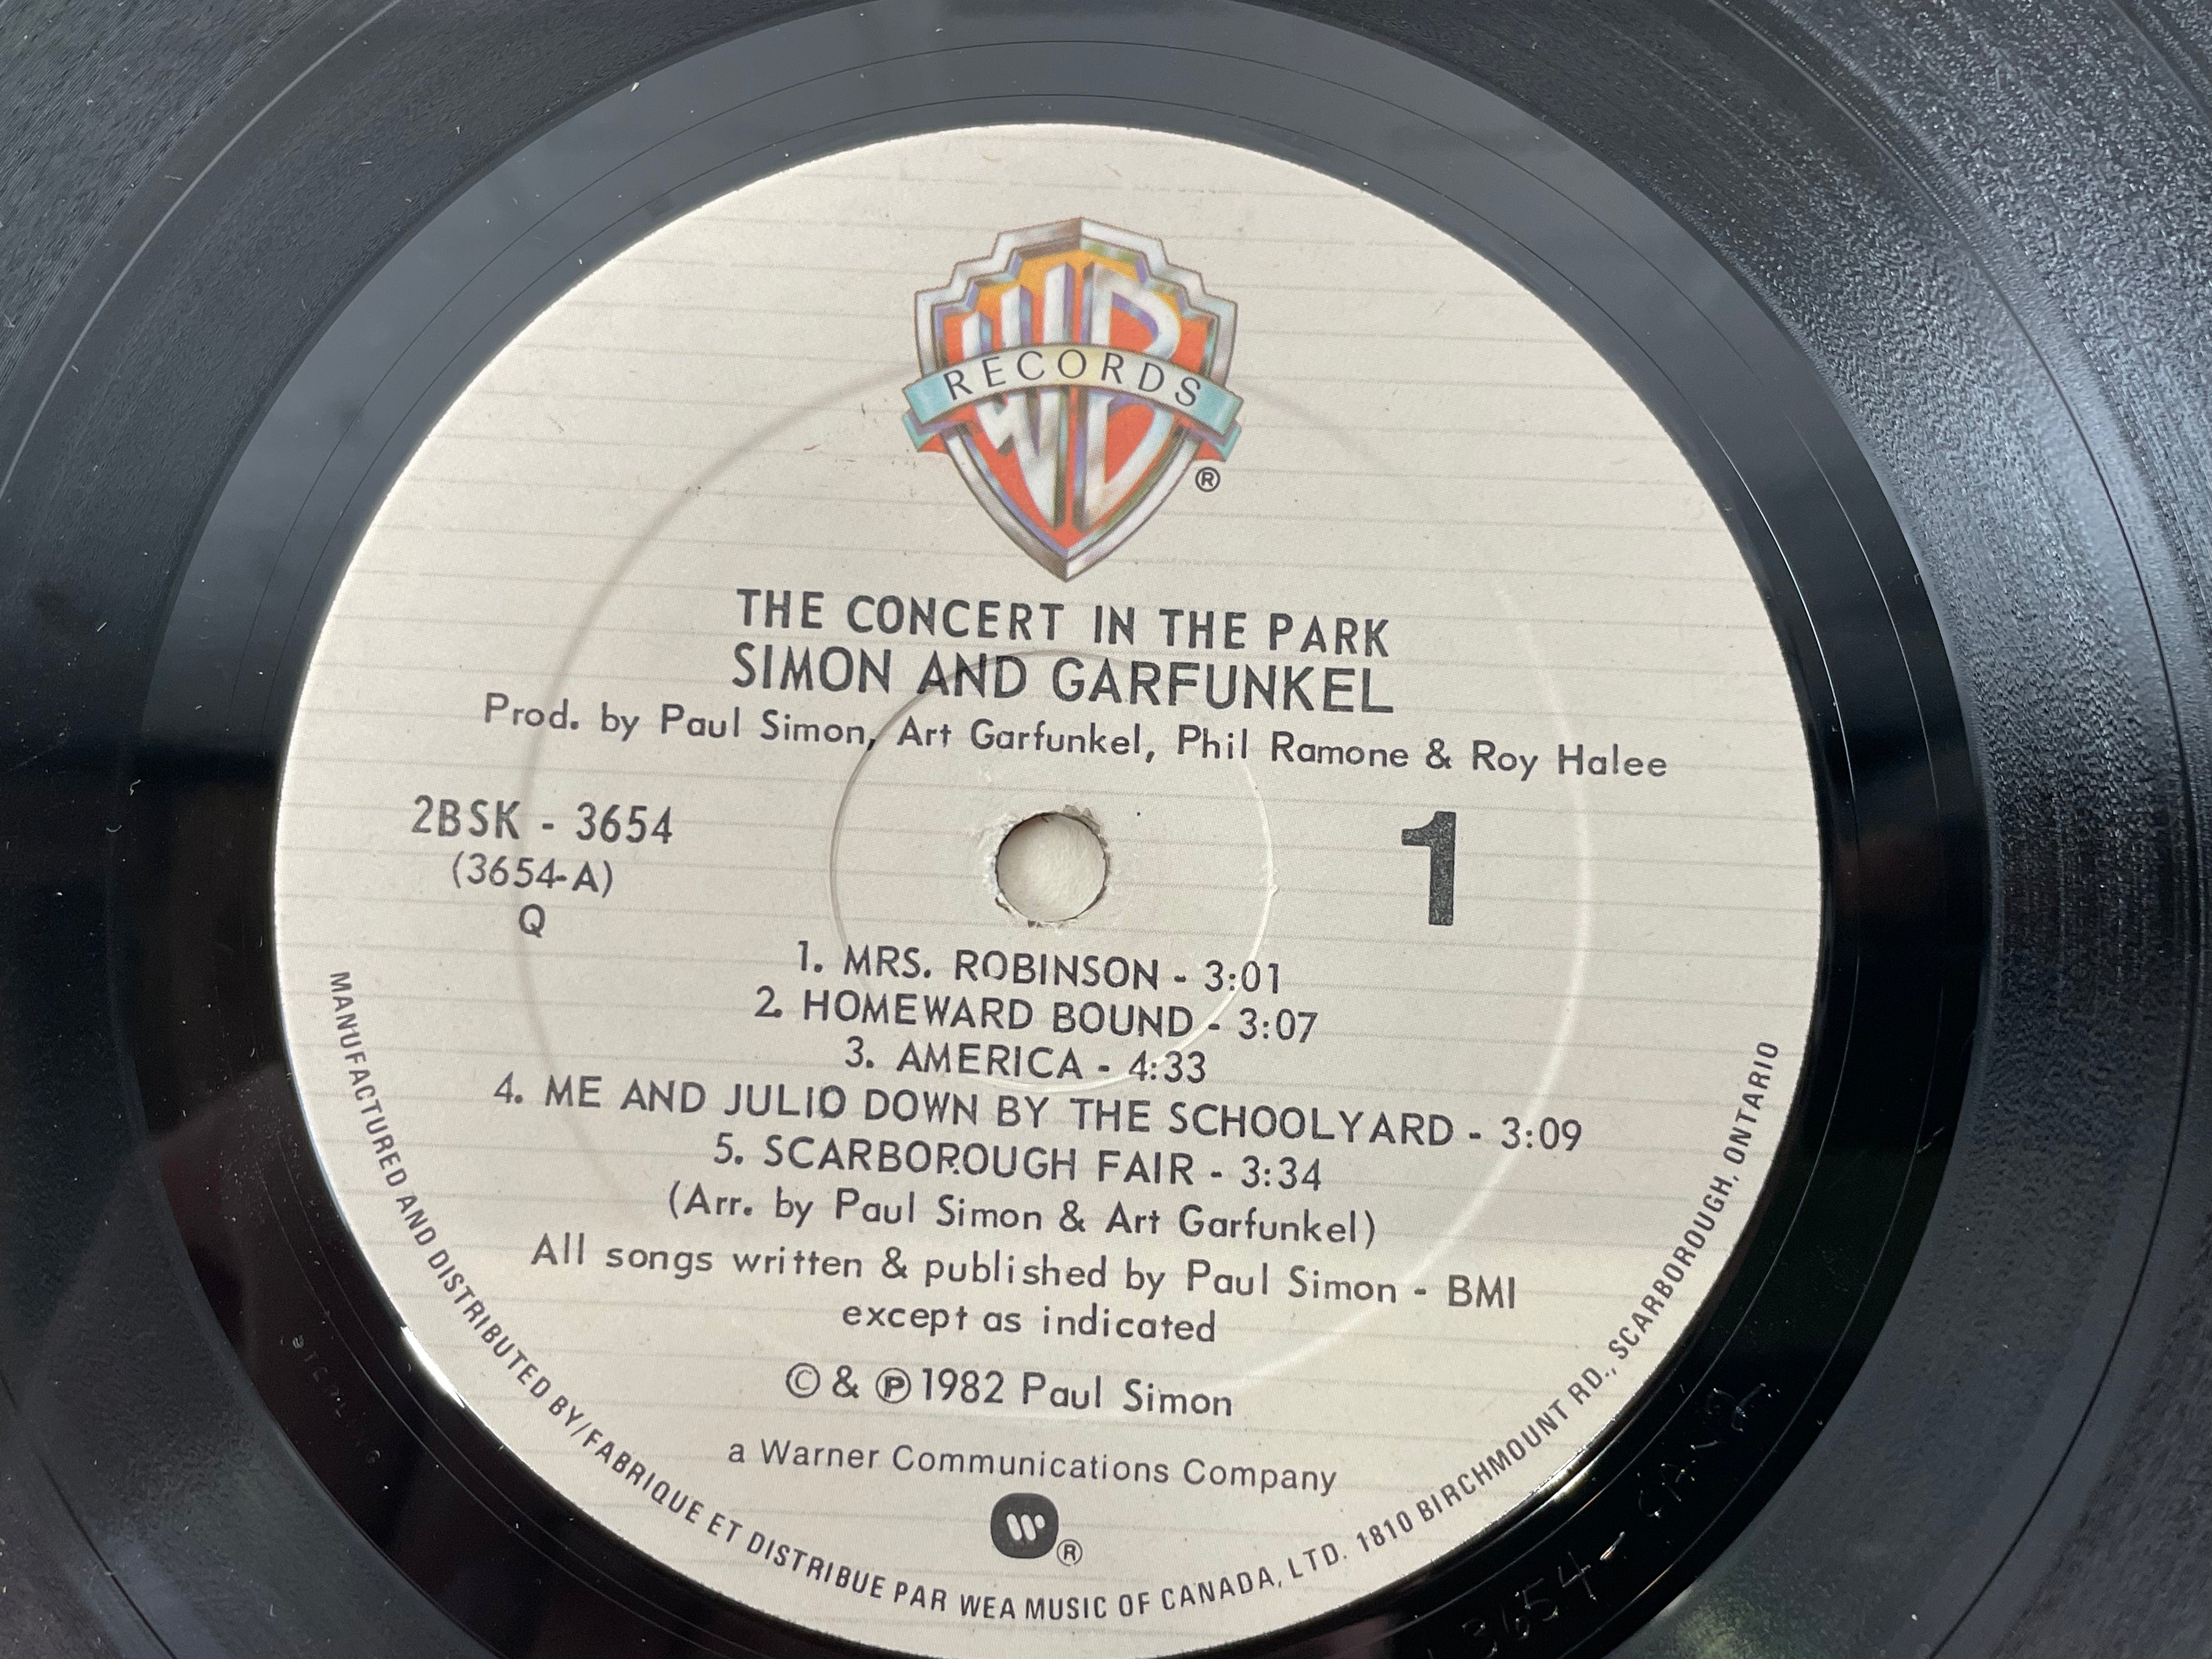 WB
RECORDS
®
THE CONCERT IN THE PARK
SIMON AND GARFUNKEL
Prod. by Paul Simon, Art Garfunkel, Phil Ramone & Roy Halee
2BSK - 3654
(3654-A)
Q
1
1. MRS. ROBINSON - 3:01
2. HOMEWARD BOUND - 3:07
3. AMERICA - 4:33
4. ME AND JULIO DOWN BY THE SCHOOLYARD - 3:09
5. SCARBOROUGH FAIR - 3:34
(Arr. by Paul Simon & Art Garfunkel)
All songs written & published by Paul Simon - BMI
except as indicated
© & ℗ 1982 Paul Simon
a Warner Communications Company
W®
MANUFACTURED AND DISTRIBUTED BY/FABRIQUE ET DISTRIBUE PAR WEA MUSIC OF CANADA, LTD. 1810 BIRCHMOUNT RD., SCARBOROUGH, ONTARIO
3654-